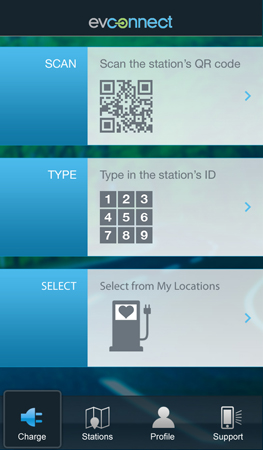 evconnect
SCAN
Scan the station's QR code
TYPE
Type in the station's ID
1 2 3
4 5 6
7 8 9
SELECT
Select from My Locations
Charge
Stations
Profile
Support